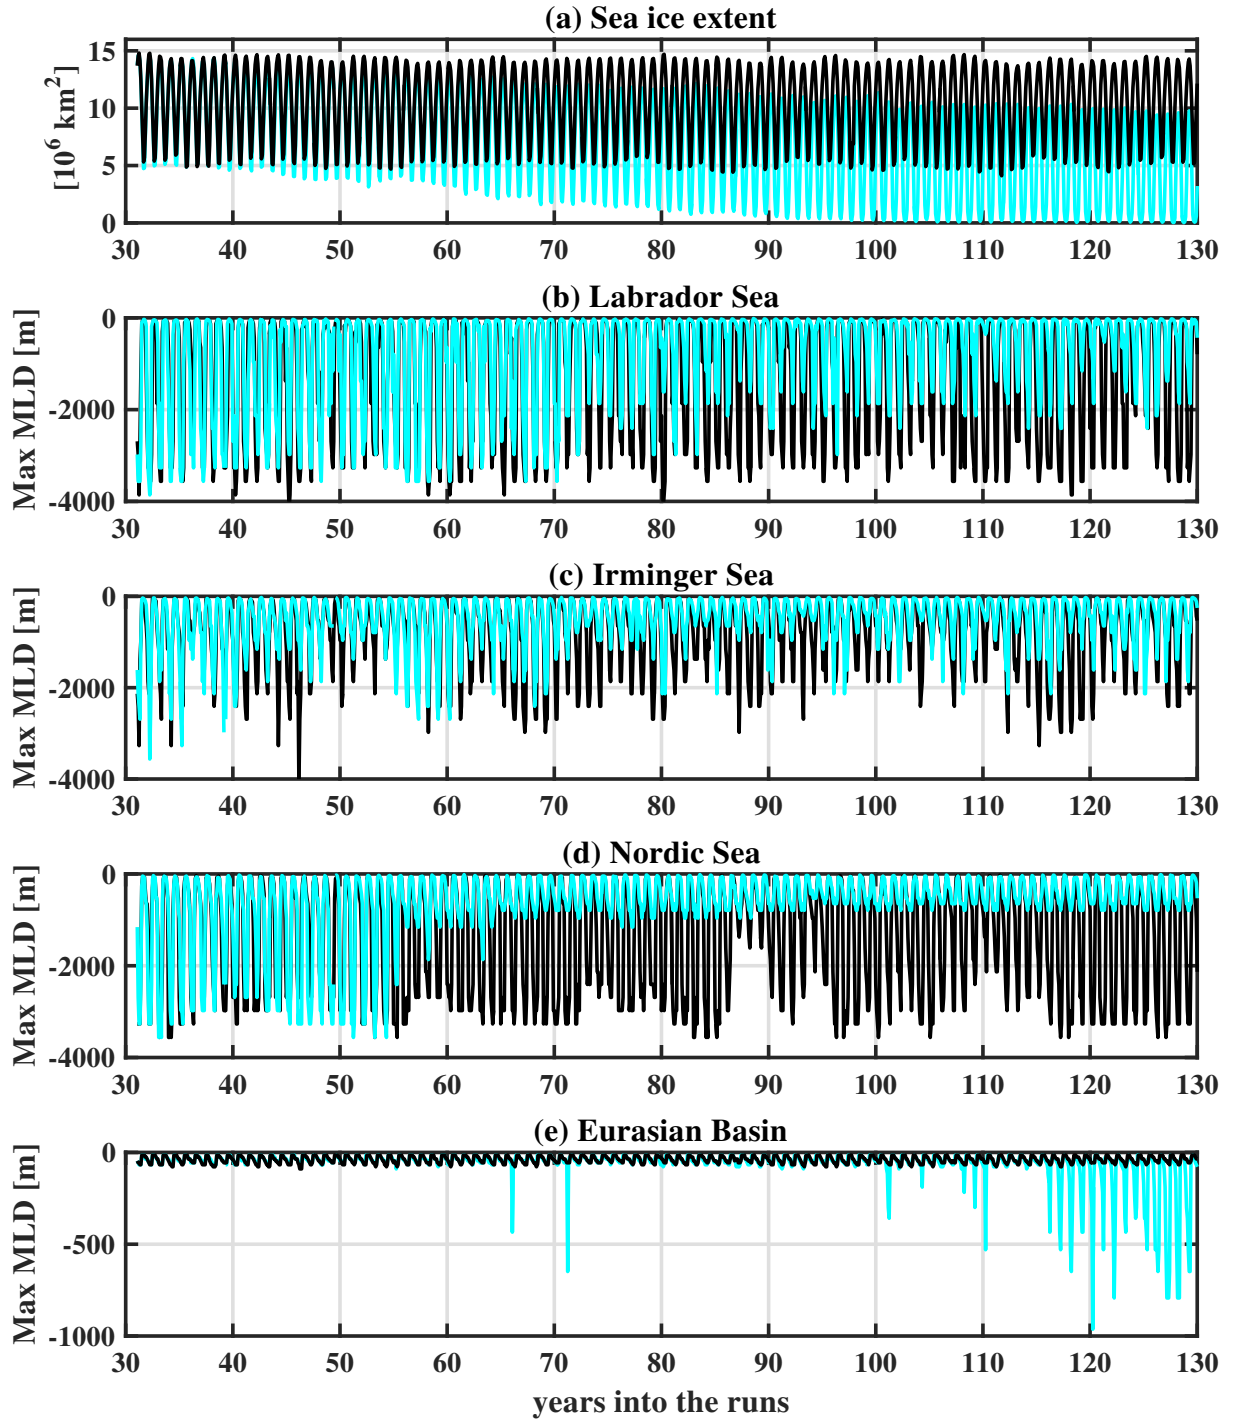 (a) Sea ice extent
[10^6 km^2]
15
10
5
0
30 40 50 60 70 80 90 100 110 120 130
(b) Labrador Sea
Max MLD [m]
0
-2000
-4000
30 40 50 60 70 80 90 100 110 120 130
(c) Irminger Sea
Max MLD [m]
0
-2000
-4000
30 40 50 60 70 80 90 100 110 120 130
(d) Nordic Sea
Max MLD [m]
0
-2000
-4000
30 40 50 60 70 80 90 100 110 120 130
(e) Eurasian Basin
Max MLD [m]
0
-500
-1000
30 40 50 60 70 80 90 100 110 120 130
years into the runs